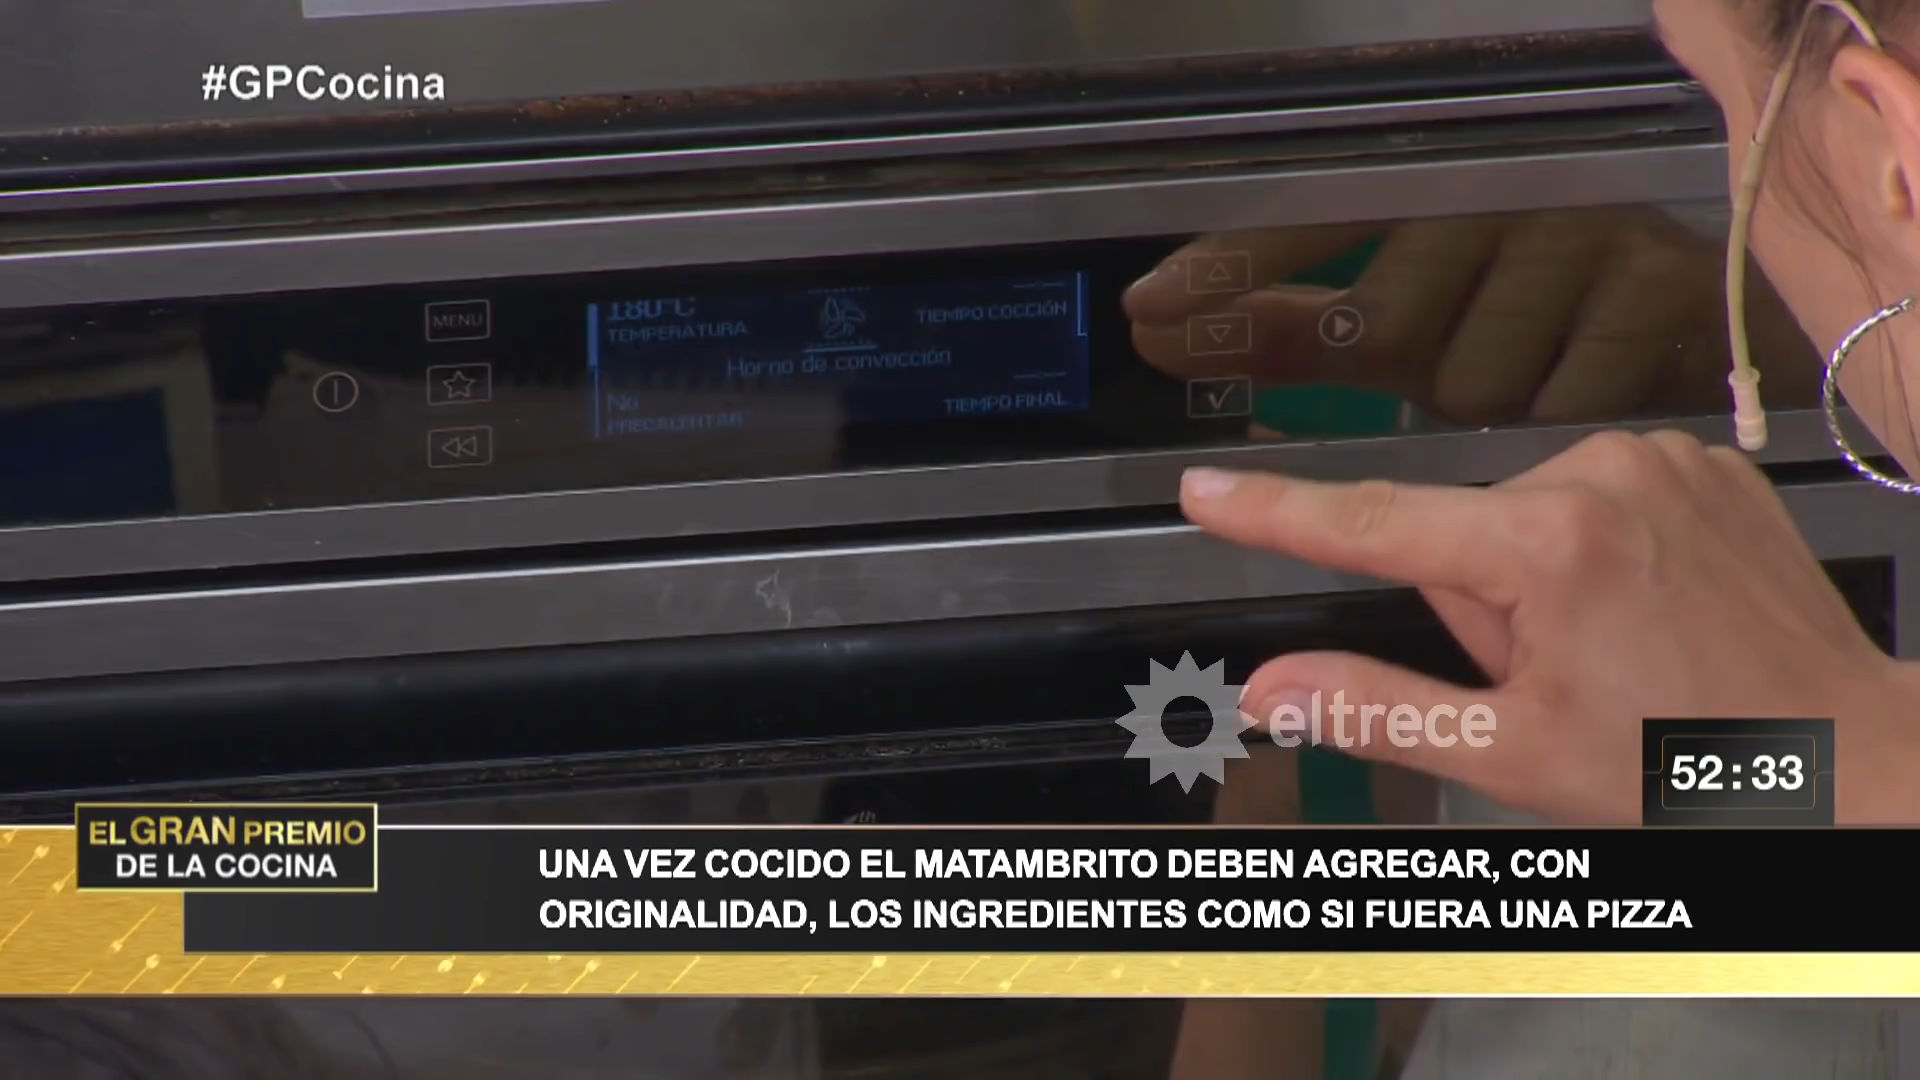 #GPCocina
MENU
180°C
TEMPERATURA
TIEMPO COCCIÓN
Horno de convección
No
PRECALENTAR
TIEMPO FINAL
eltrece
52:33
EL GRAN PREMIO
DE LA COCINA
UNA VEZ COCIDO EL MATAMBRITO DEBEN AGREGAR, CON
ORIGINALIDAD, LOS INGREDIENTES COMO SI FUERA UNA PIZZA